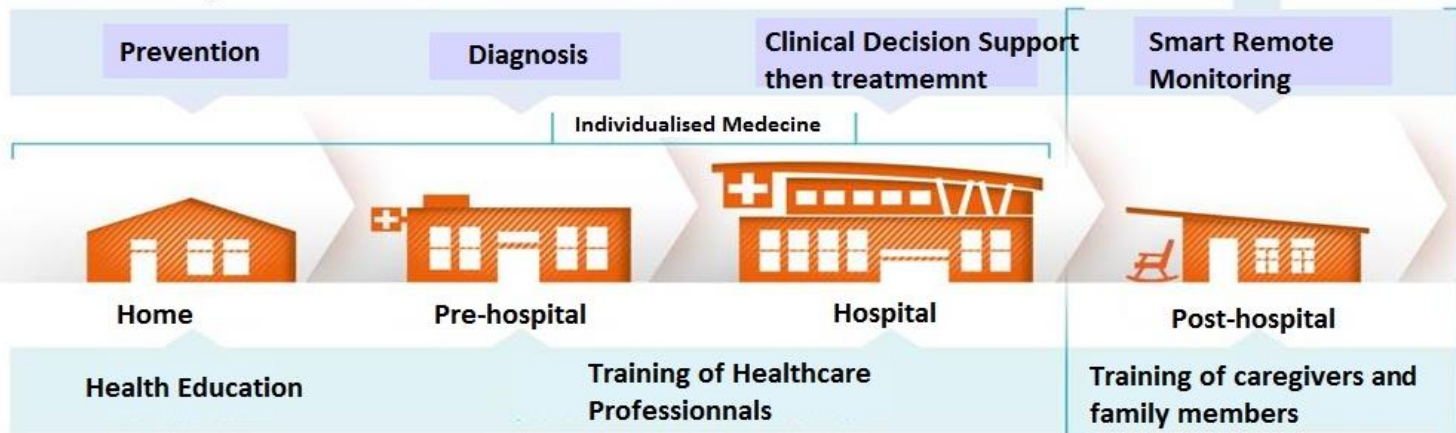 Prevention
Diagnosis
Clinical Decision Support
then treatmemnt
Smart Remote
Monitoring
Individualised Medecine
Home
Pre-hospital
Hospital
Post-hospital
Health Education
Training of Healthcare
Professionnals
Training of caregivers and
family members